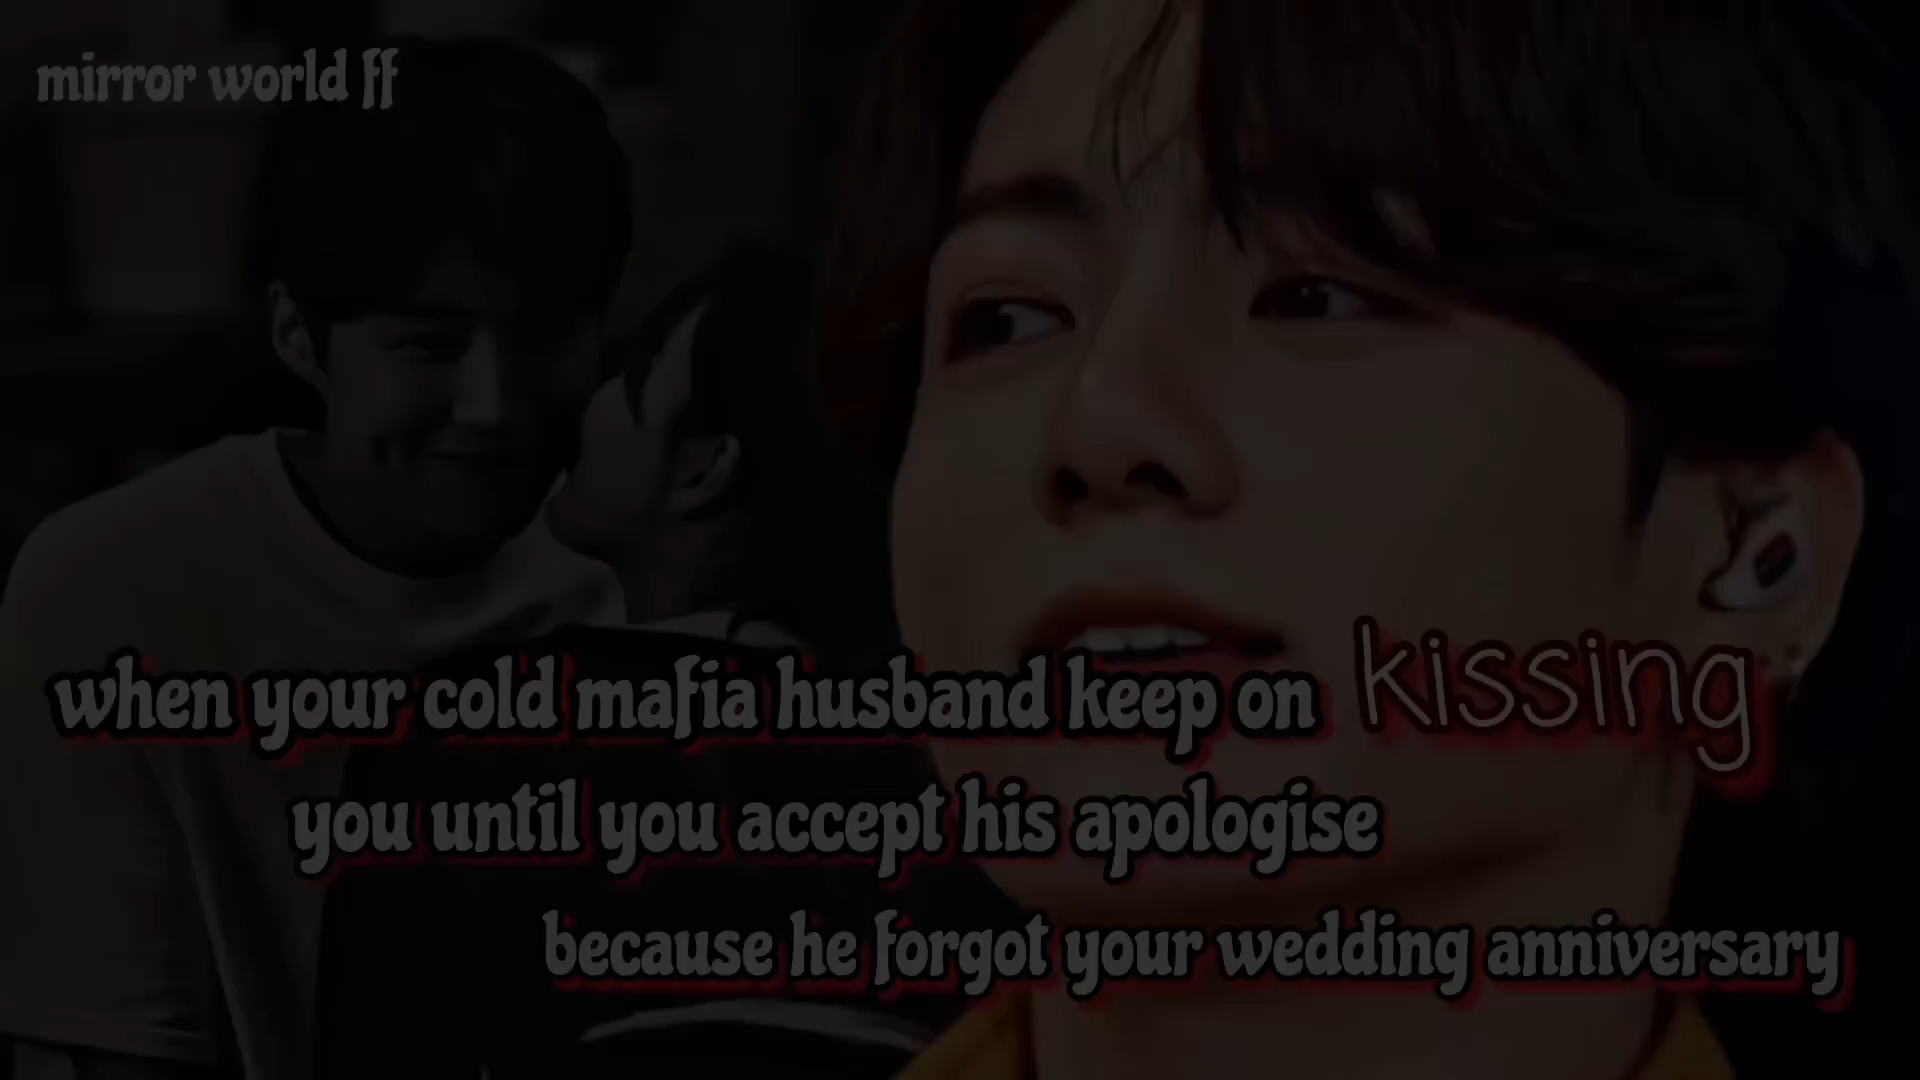 mirror world ff
when your cold mafia husband keep on kissing
you until you accept his apologise
because he forgot your wedding anniversary